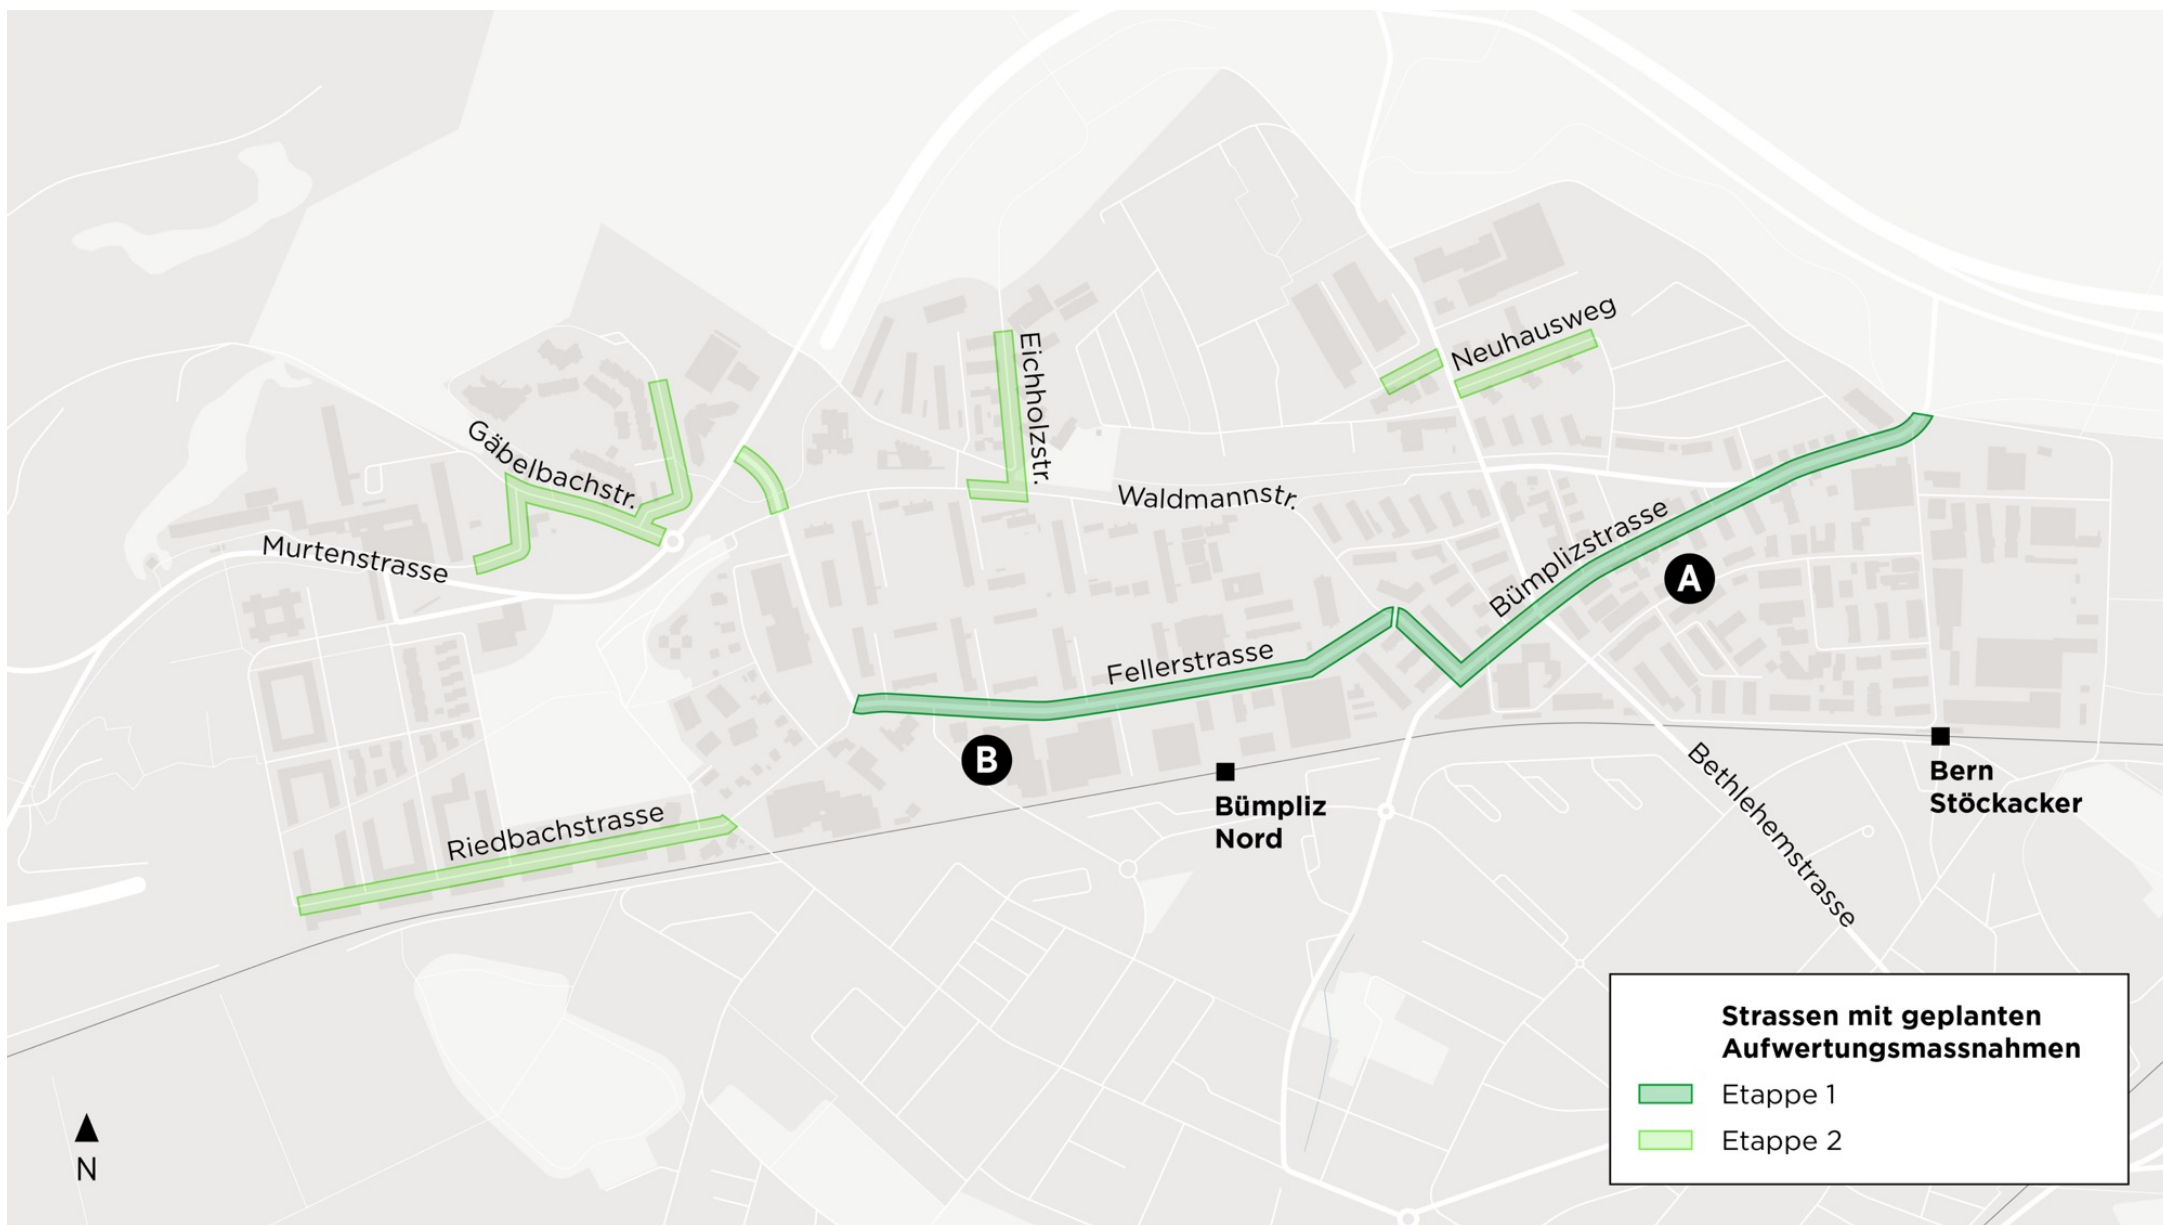 Neuhausweg
Eichholzstr.
Gäbelbachstr.
Waldmannstr.
Murtenstrasse
Bümplizstrasse
A
Fellerstrasse
B
Bümpliz
Nord
Bern
Stöckacker
Bethlehemstrasse
Riedbachstrasse
Strassen mit geplanten
Aufwertungsmassnahmen
Etappe 1
Etappe 2
N